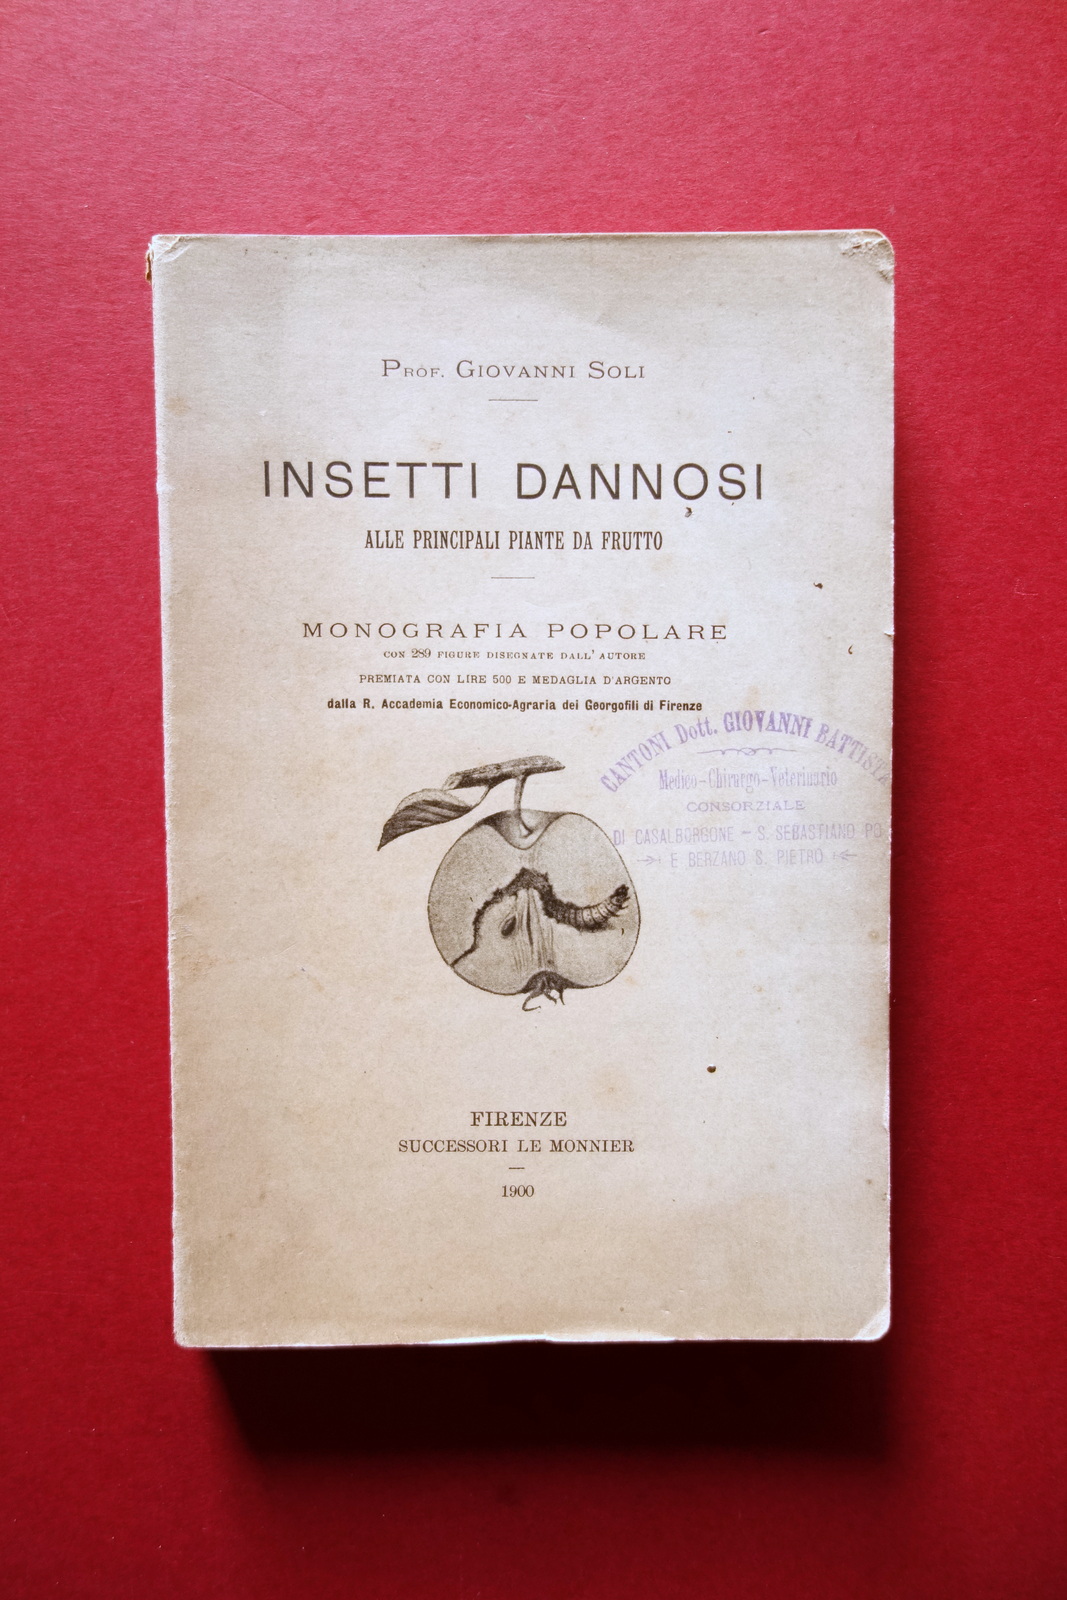 PROF. GIOVANNI SOLI
INSETTI DANNOSI
ALLE PRINCIPALI PIANTE DA FRUTTO
MONOGRAFIA POPOLARE
CON 289 FIGURE DISEGNATE DALL' AUTORE
PREMIATA CON LIRE 500 E MEDAGLIA D'ARGENTO
dalla R. Accademia Economico-Agraria dei Georgofili di Firenze
CANTONI Dott. GIOVANNI BATTISTA
Medico-Chirurgo-Veterinario
CONSORZIALE
DI CASALBORGONE - S. SEBASTIANO PO
E BERZANO S. PIETRO
FIRENZE
SUCCESSORI LE MONNIER
1900